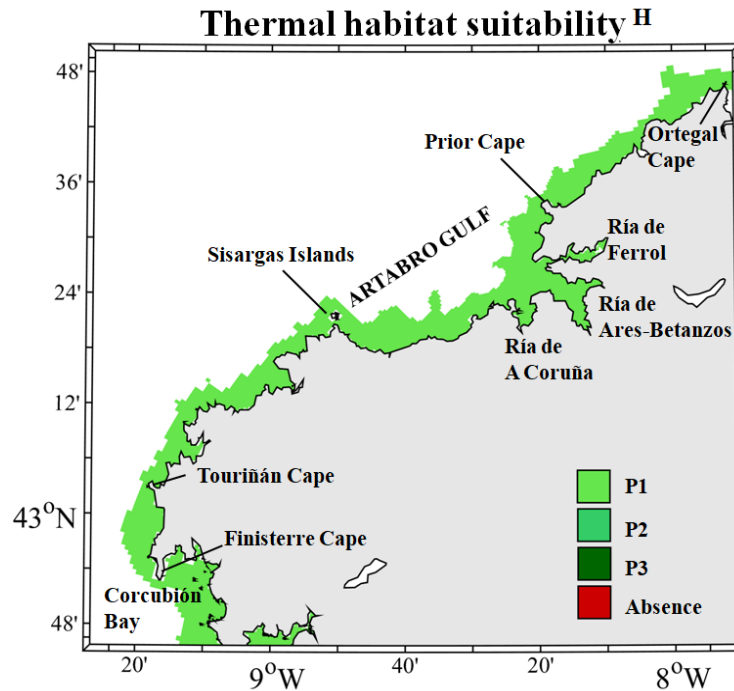 Thermal habitat suitability H
48'
Ortegal
Cape
Prior Cape
36'
Ría de
Ferrol
ARTABRO GULF
Sisargas Islands
24'
Ría de
Ares-Betanzos
Ría de
A Coruña
12'
Touriñán Cape
P1
43°N
P2
Finisterre Cape
P3
Corcubión
Bay
Absence
48'
20'
9°W
40'
20'
8°W